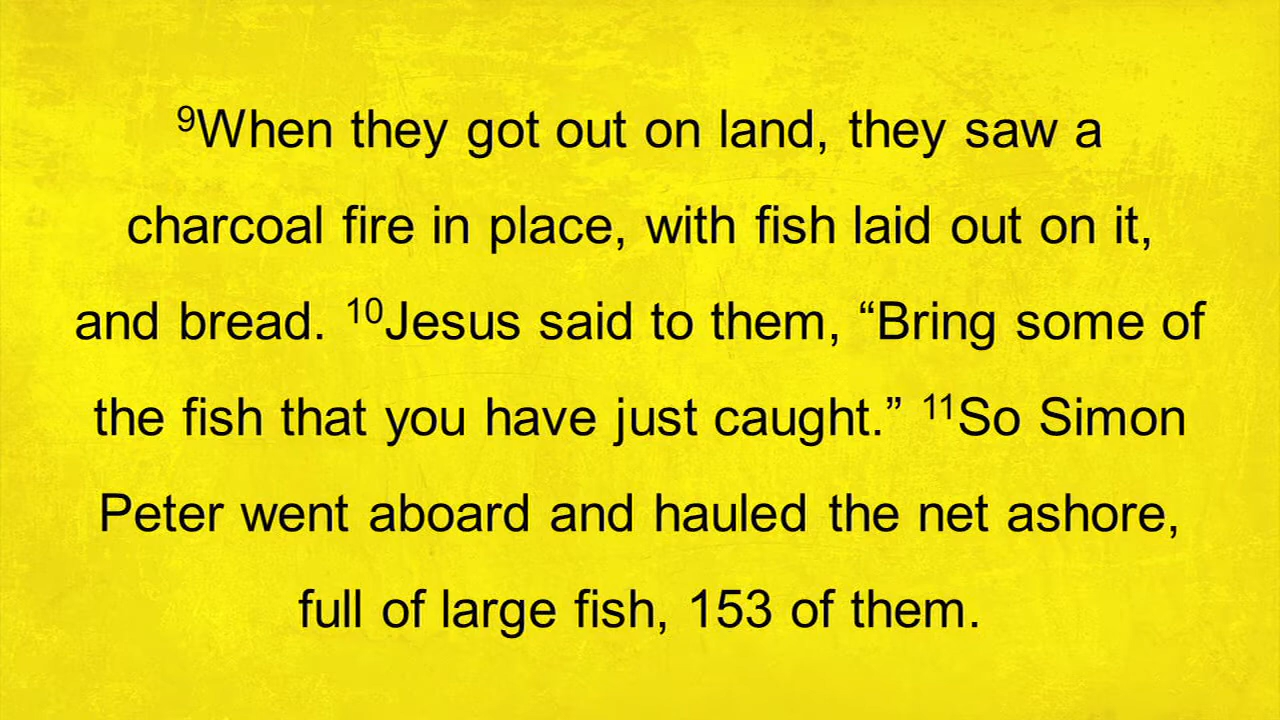 ⁹When they got out on land, they saw a
charcoal fire in place, with fish laid out on it,
and bread. ¹⁰Jesus said to them, “Bring some of
the fish that you have just caught.” ¹¹So Simon
Peter went aboard and hauled the net ashore,
full of large fish, 153 of them.